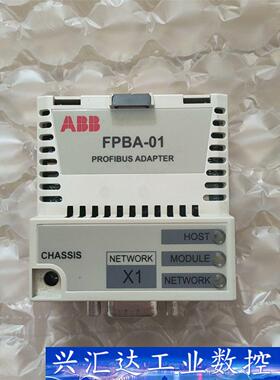 ABB
FPBA-01
PROFIBUS ADAPTER
HOST
CHASSIS
NETWORK
MODULE
X1
NETWORK
兴汇达工业数控